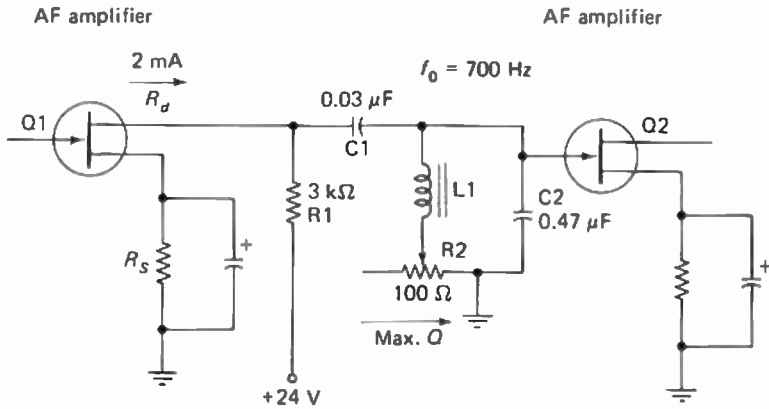 AF amplifier
AF amplifier
2 mA
R_d
f_0 = 700 Hz
0.03 μF
Q1
Q2
C1
L1
3 kΩ
R1
C2
0.47 μF
R_S
+
R2
100 Ω
+
Max. Q
+24 V